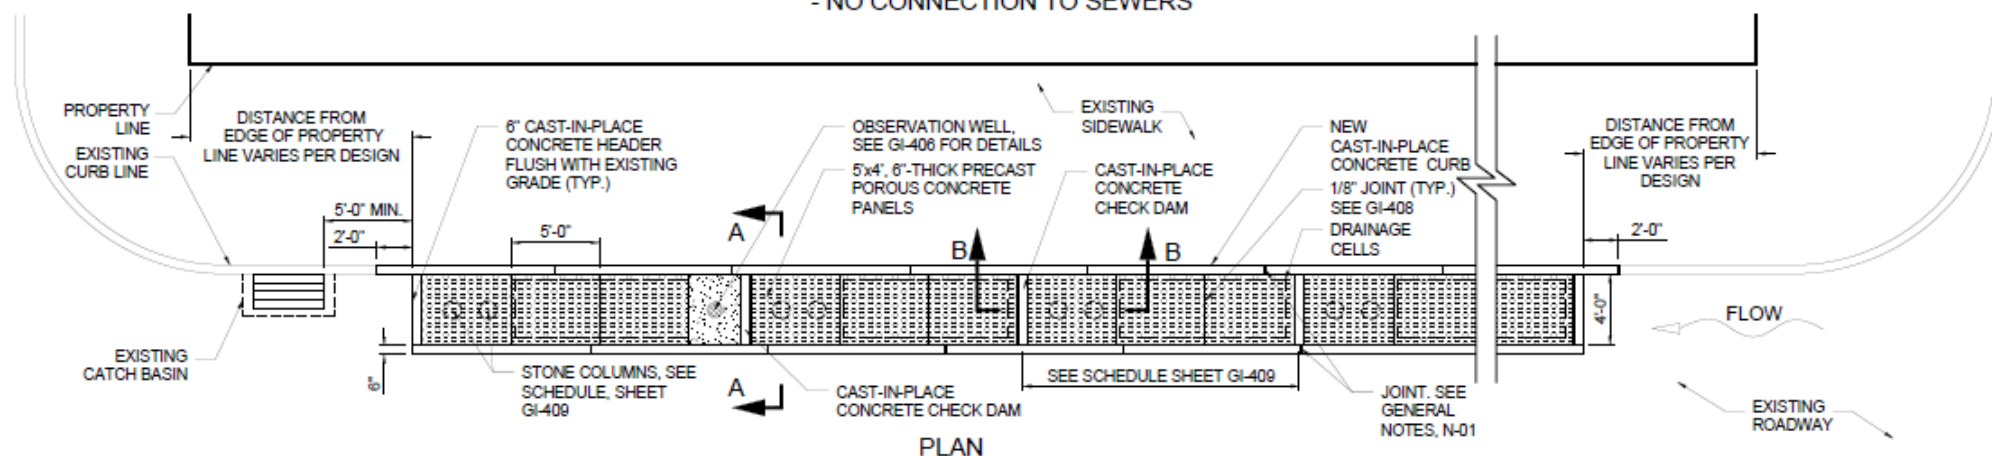 - NO CONNECTION TO SEWERS
PROPERTY
LINE
EXISTING
CURB LINE
DISTANCE FROM
EDGE OF PROPERTY
LINE VARIES PER DESIGN
6" CAST-IN-PLACE
CONCRETE HEADER
FLUSH WITH EXISTING
GRADE (TYP.)
OBSERVATION WELL,
SEE GI-406 FOR DETAILS
5'x4', 6"-THICK PRECAST
POROUS CONCRETE
PANELS
EXISTING
SIDEWALK
CAST-IN-PLACE
CONCRETE
CHECK DAM
NEW
CAST-IN-PLACE
CONCRETE CURB
1/8" JOINT (TYP.)
SEE GI-408
DRAINAGE
CELLS
DISTANCE FROM
EDGE OF PROPERTY
LINE VARIES PER
DESIGN
5'-0" MIN.
2'-0"
5'-0"
A
B
B
2'-0"
4'-0"
FLOW
EXISTING
CATCH BASIN
6"
STONE COLUMNS, SEE
SCHEDULE, SHEET
GI-409
A
CAST-IN-PLACE
CONCRETE CHECK DAM
SEE SCHEDULE SHEET GI-409
JOINT. SEE
GENERAL
NOTES, N-01
EXISTING
ROADWAY
PLAN